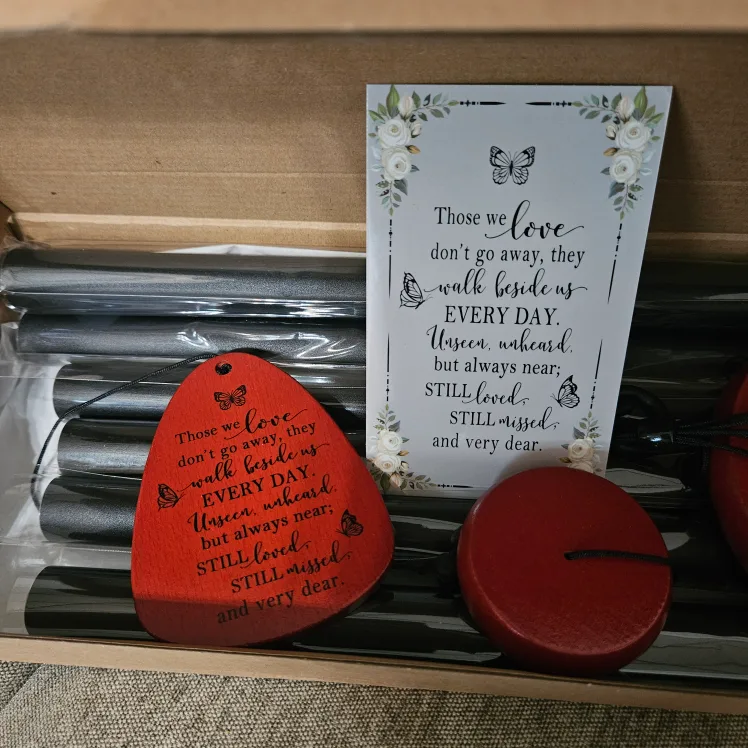 Those we love
don't go away, they
walk beside us
EVERY DAY.
Unseen, unheard,
but always near;
STILL loved,
STILL missed,
and very dear.
Those we love
don't go away, they
walk beside us
EVERY DAY.
Unseen, unheard,
but always near;
STILL loved,
STILL missed,
and very dear.